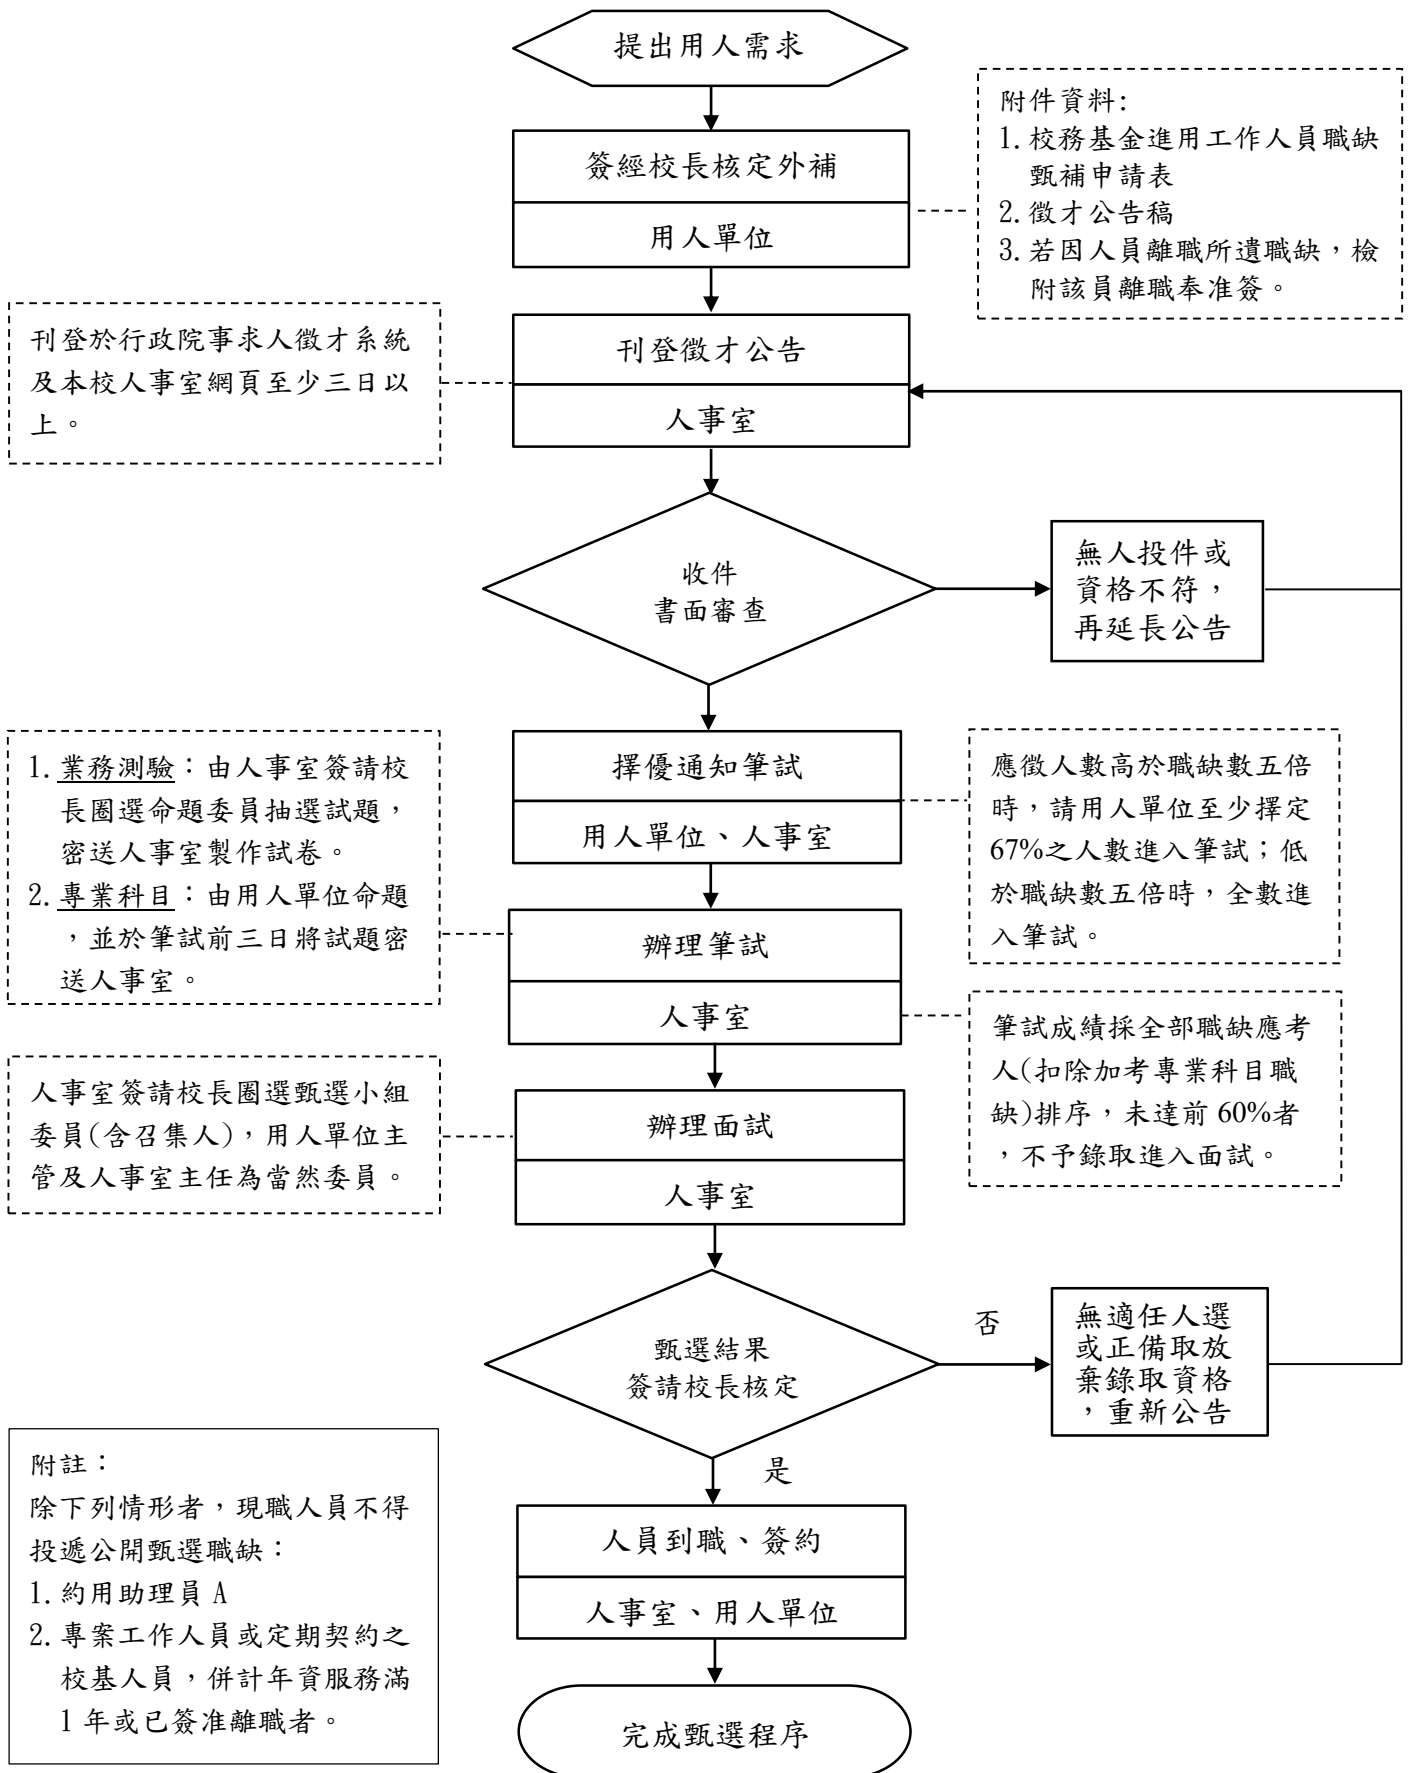 提出用人需求
附件資料:
1. 校務基金進用工作人員職缺
甄補申請表
2. 徵才公告稿
3. 若因人員離職所遺職缺，檢
附該員離職奉准簽。
簽經校長核定外補
用人單位
刊登於行政院事求人徵才系統
及本校人事室網頁至少三日以
上。
刊登徵才公告
人事室
收件
書面審查
無人投件或
資格不符，
再延長公告
擇優通知筆試
用人單位、人事室
應徵人數高於職缺數五倍
時，請用人單位至少擇定
67%之人數進入筆試；低
於職缺數五倍時，全數進
入筆試。
1. 業務測驗：由人事室簽請校
長圈選命題委員抽選試題，
密送人事室製作試卷。
2. 專業科目：由用人單位命題
，並於筆試前三日將試題密
送人事室。
辦理筆試
人事室
筆試成績採全部職缺應考
人(扣除加考專業科目職
缺)排序，未達前 60%者
，不予錄取進入面試。
人事室簽請校長圈選甄選小組
委員(含召集人)，用人單位主
管及人事室主任為當然委員。
辦理面試
人事室
甄選結果
簽請校長核定
否
無適任人選
或正備取放
棄錄取資格
，重新公告
是
人員到職、簽約
人事室、用人單位
完成甄選程序
附註：
除下列情形者，現職人員不得
投遞公開甄選職缺：
1. 約用助理員 A
2. 專案工作人員或定期契約之
校基人員，併計年資服務滿
1 年或已簽准離職者。